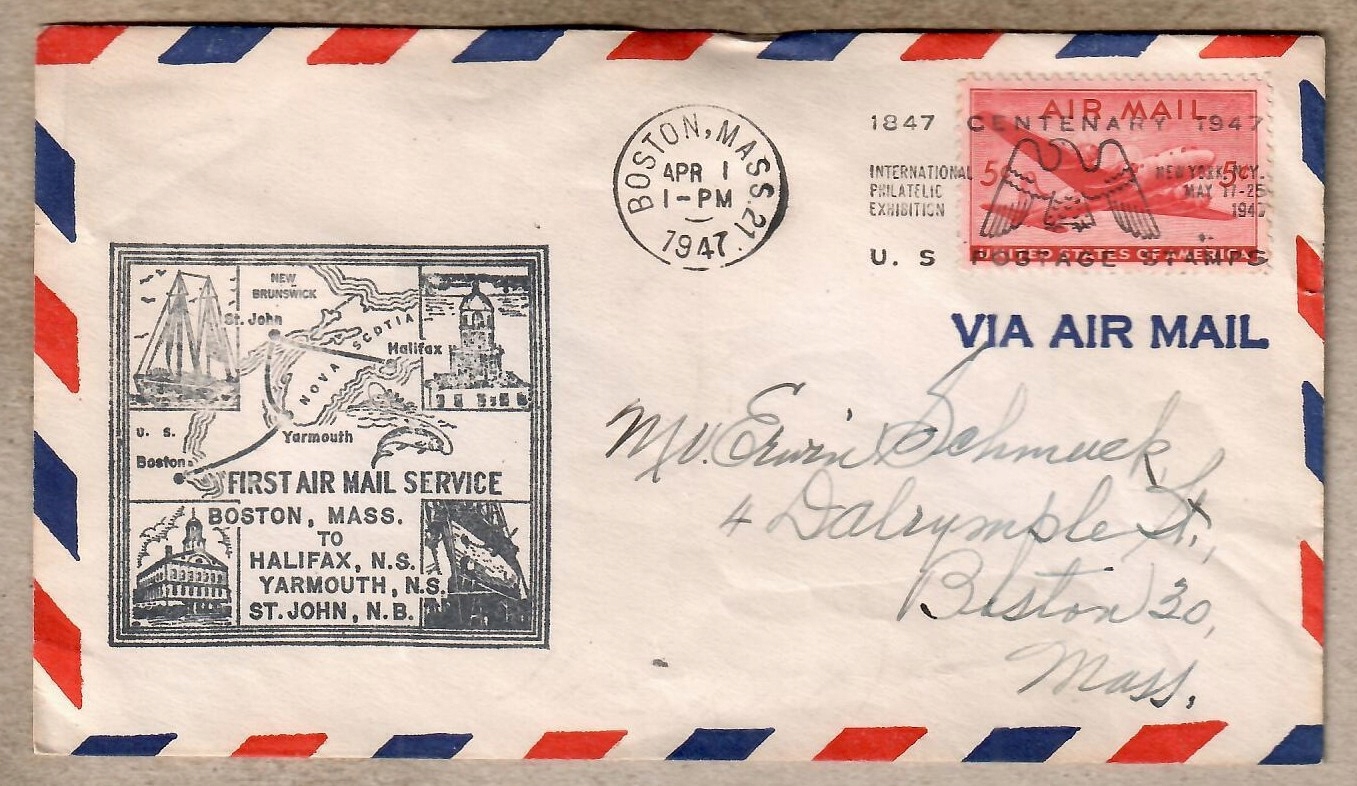 BOSTON, MASS. 21
APR 1
1-PM
1947
1847 CENTENARY 1947
INTERNATIONAL
PHILATELIC
EXHIBITION
NEW YORK, N.Y.
MAY 17-25
1947
U. S. POSTAGE STAMPS
AIR MAIL
5¢ 5¢
UNITED STATES OF AMERICA
VIA AIR MAIL
NEW
BRUNSWICK
St. John
NOVA SCOTIA
Halifax
U. S.
Yarmouth
Boston
FIRST AIR MAIL SERVICE
BOSTON, MASS.
TO
HALIFAX, N.S.
YARMOUTH, N.S.
ST. JOHN, N.B.
Mr. Erwin Schmuck,
4 Dalrymple St.,
Boston 30,
Mass.